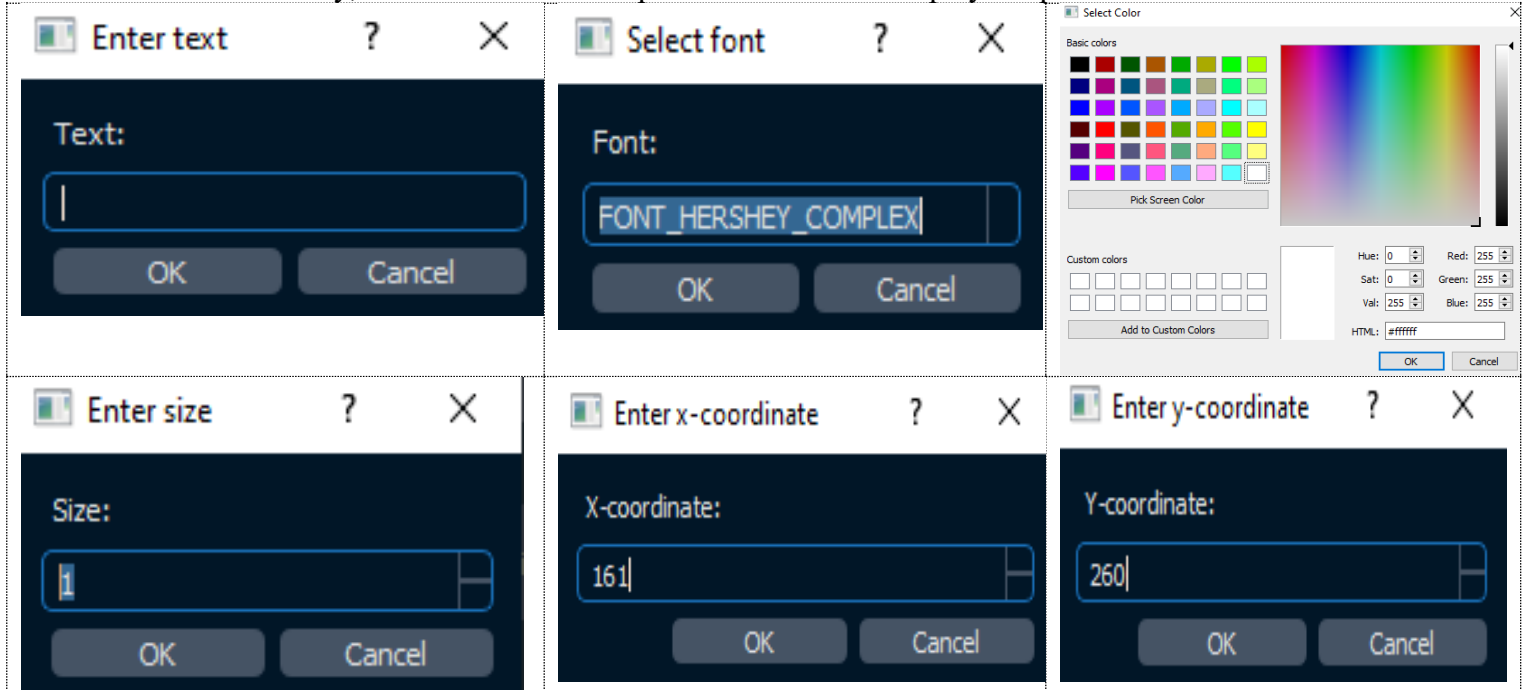 Enter text ?
Text:
OK Cancel
Select font ?
Font:
FONT_HERSHEY_COMPLEX
OK Cancel
Select Color
Basic colors
Pick Screen Color
Custom colors
Add to Custom Colors
Hue: 0 Red: 255
Sat: 0 Green: 255
Val: 255 Blue: 255
HTML: #ffffff
OK Cancel
Enter size ?
Size:
1
OK Cancel
Enter x-coordinate ?
X-coordinate:
161
OK Cancel
Enter y-coordinate ?
Y-coordinate:
260
OK Cancel